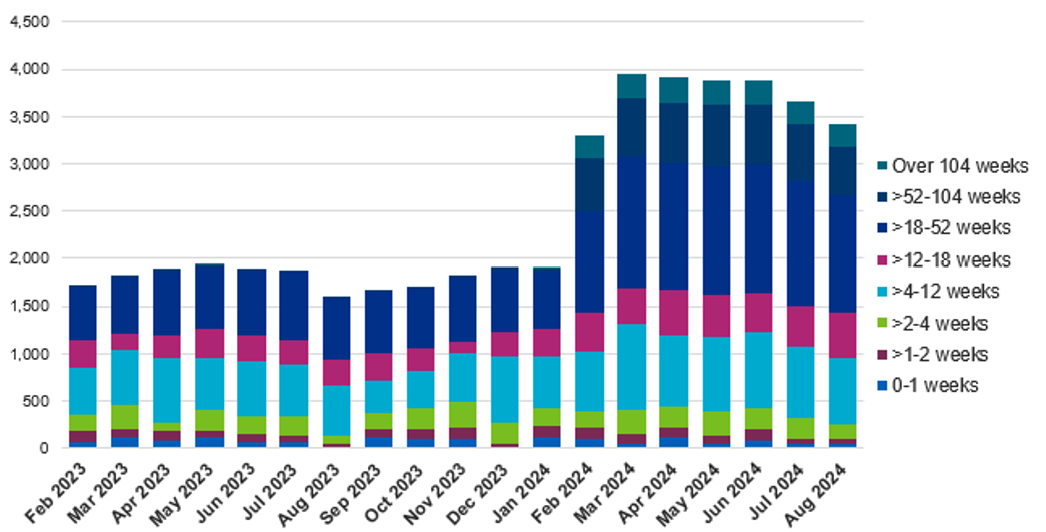 4,500
4,000
3,500
3,000
2,500
2,000
1,500
1,000
500
0
Over 104 weeks
>52-104 weeks
>18-52 weeks
>12-18 weeks
>4-12 weeks
>2-4 weeks
>1-2 weeks
0-1 weeks
Feb 2023
Mar 2023
Apr 2023
May 2023
Jun 2023
Jul 2023
Aug 2023
Sep 2023
Oct 2023
Nov 2023
Dec 2023
Jan 2024
Feb 2024
Mar 2024
Apr 2024
May 2024
Jun 2024
Jul 2024
Aug 2024